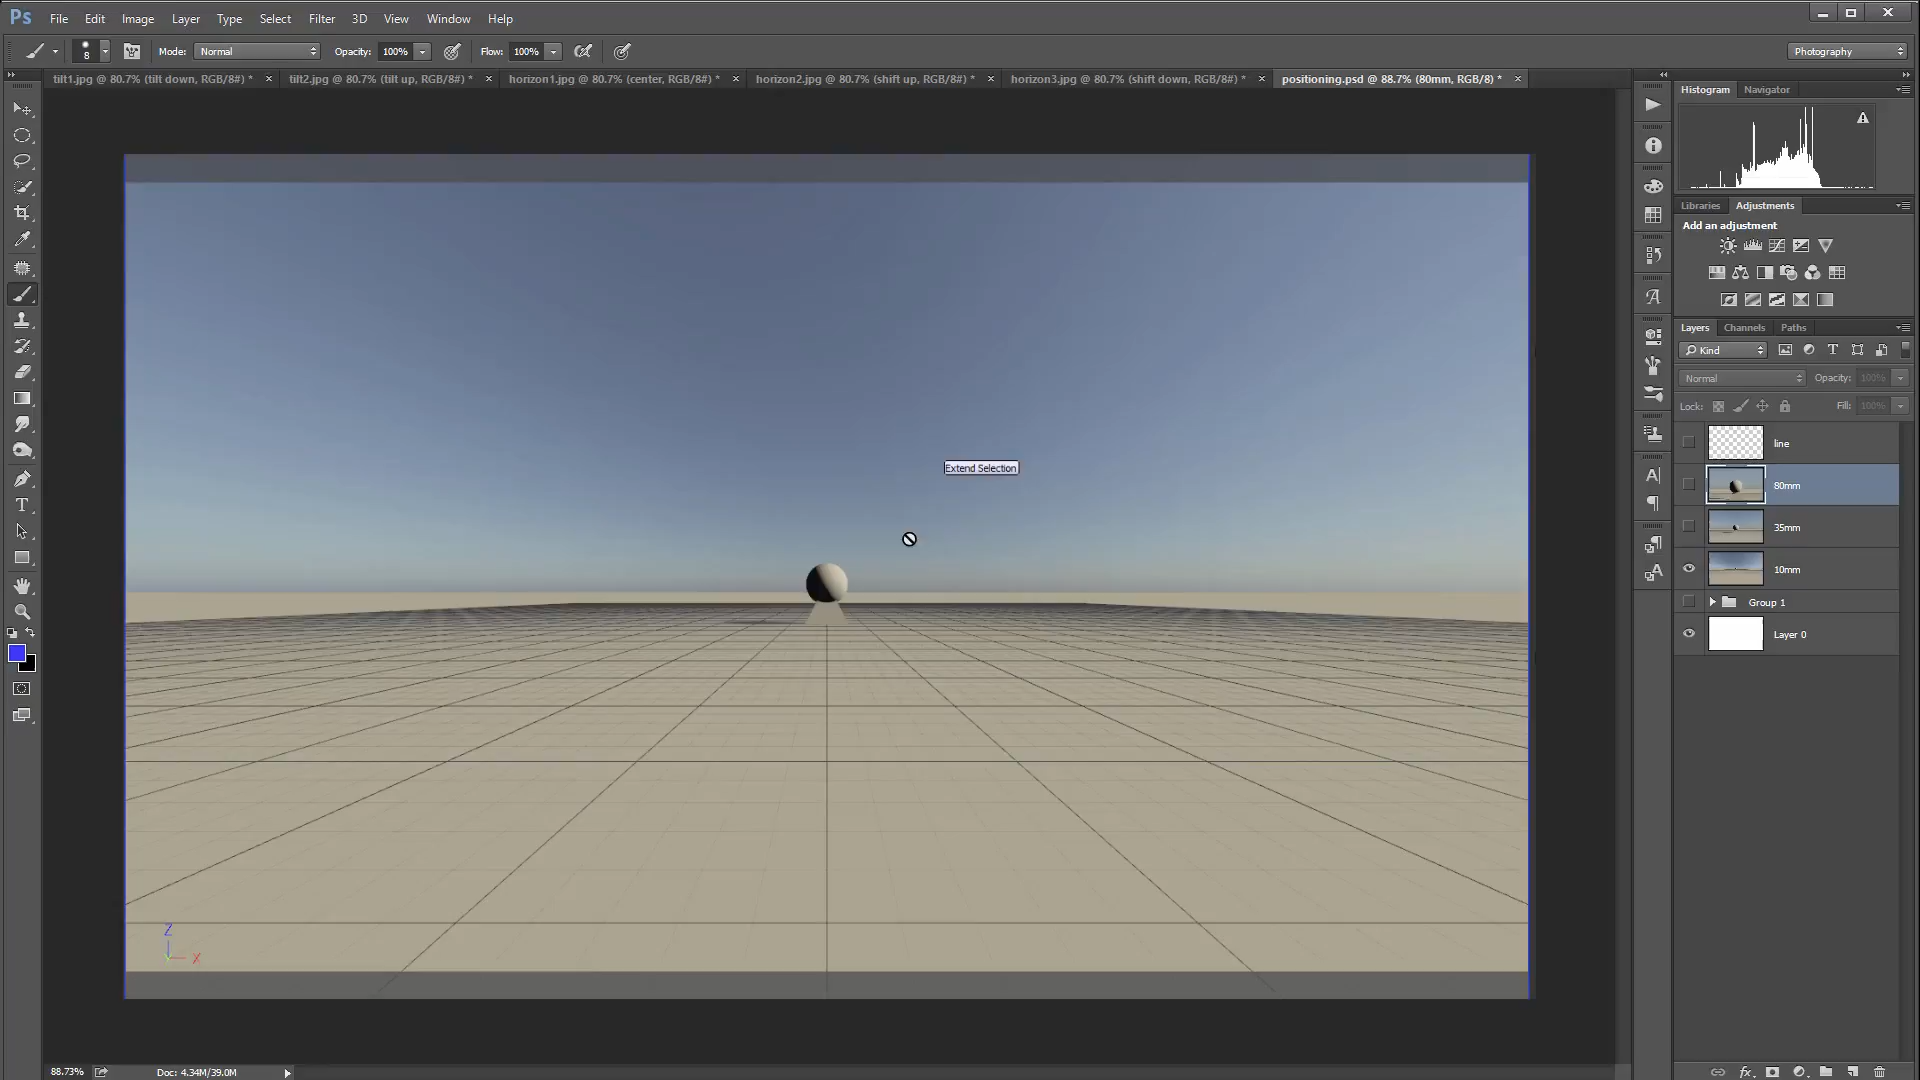 Ps File Edit Image Layer Type Select Filter 3D View Window Help
8 Mode: Normal Opacity: 100% Flow: 100% Photography
tilt1.jpg @ 80.7% (tilt down, RGB/8#) * tilt2.jpg @ 80.7% (tilt up, RGB/8#) * horizon1.jpg @ 80.7% (center, RGB/8#) * horizon2.jpg @ 80.7% (shift up, RGB/8#) * horizon3.jpg @ 80.7% (shift down, RGB/8#) * positioning.psd @ 88.7% (80mm, RGB/8) *
Histogram Navigator
Libraries Adjustments
Add an adjustment
Layers Channels Paths
Kind
Normal Opacity: 100%
Lock: Fill: 100%
line
Extend Selection
80mm
35mm
10mm
Group 1
Layer 0
Z
X
88.73% Doc: 4.34M/39.0M